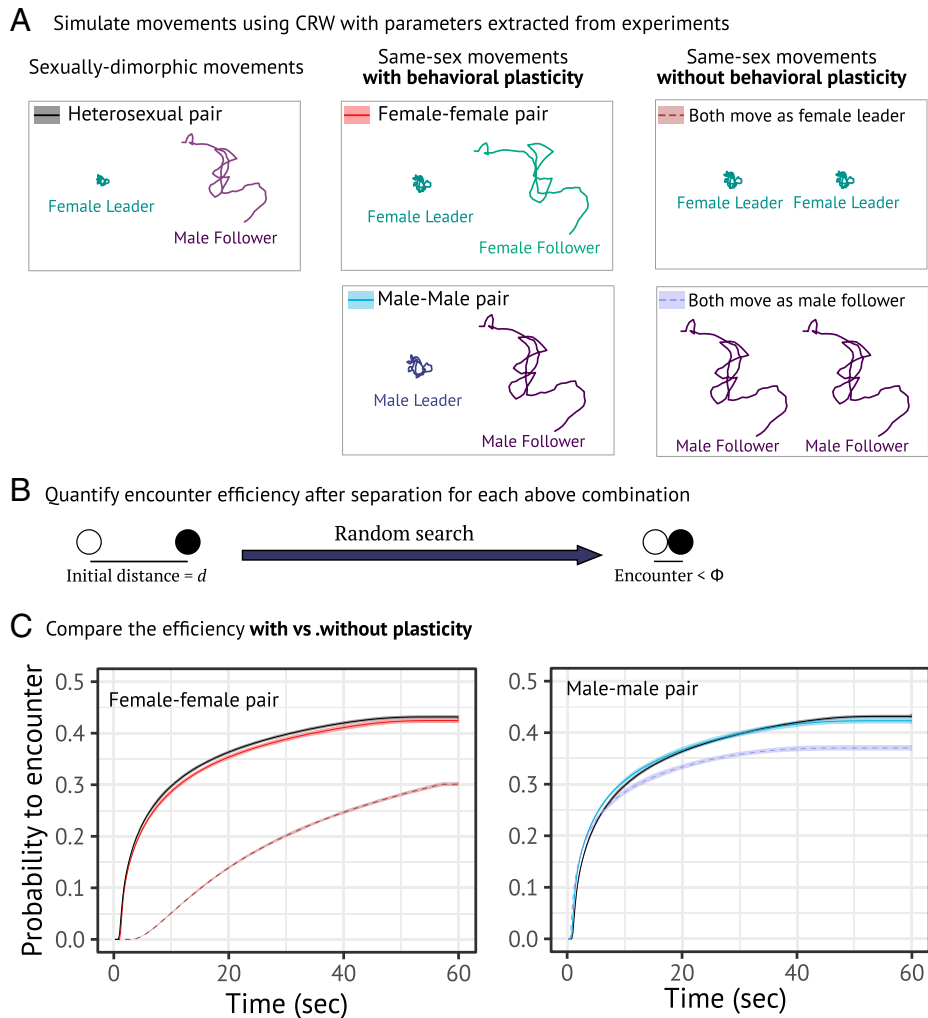 A Simulate movements using CRW with parameters extracted from experiments
Sexually-dimorphic movements
Same-sex movements
with behavioral plasticity
Same-sex movements
without behavioral plasticity
Heterosexual pair
Female Leader
Male Follower
Female-female pair
Female Leader
Female Follower
Both move as female leader
Female Leader Female Leader
Male-Male pair
Male Leader
Male Follower
Both move as male follower
Male Follower Male Follower
B Quantify encounter efficiency after separation for each above combination
Random search
Initial distance = d
Encounter < Φ
C Compare the efficiency with vs .without plasticity
Probability to encounter
Female-female pair
0.5
0.4
0.3
0.2
0.1
0.0
0 20 40 60
Time (sec)
Male-male pair
0.5
0.4
0.3
0.2
0.1
0.0
0 20 40 60
Time (sec)